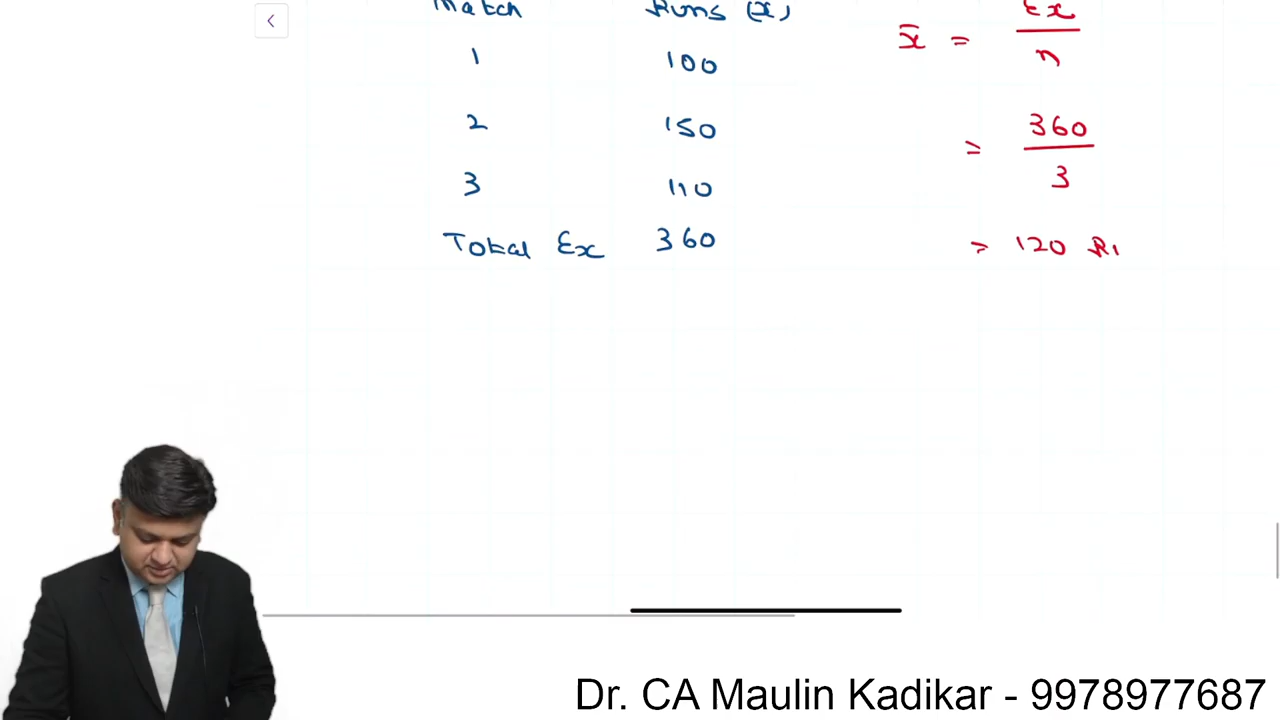 Match Runs (x)
1 100
2 150
3 110
Total Σx 360
x̄ = Σx / n
= 360 / 3
= 120 Ru
Dr. CA Maulin Kadikar - 9978977687